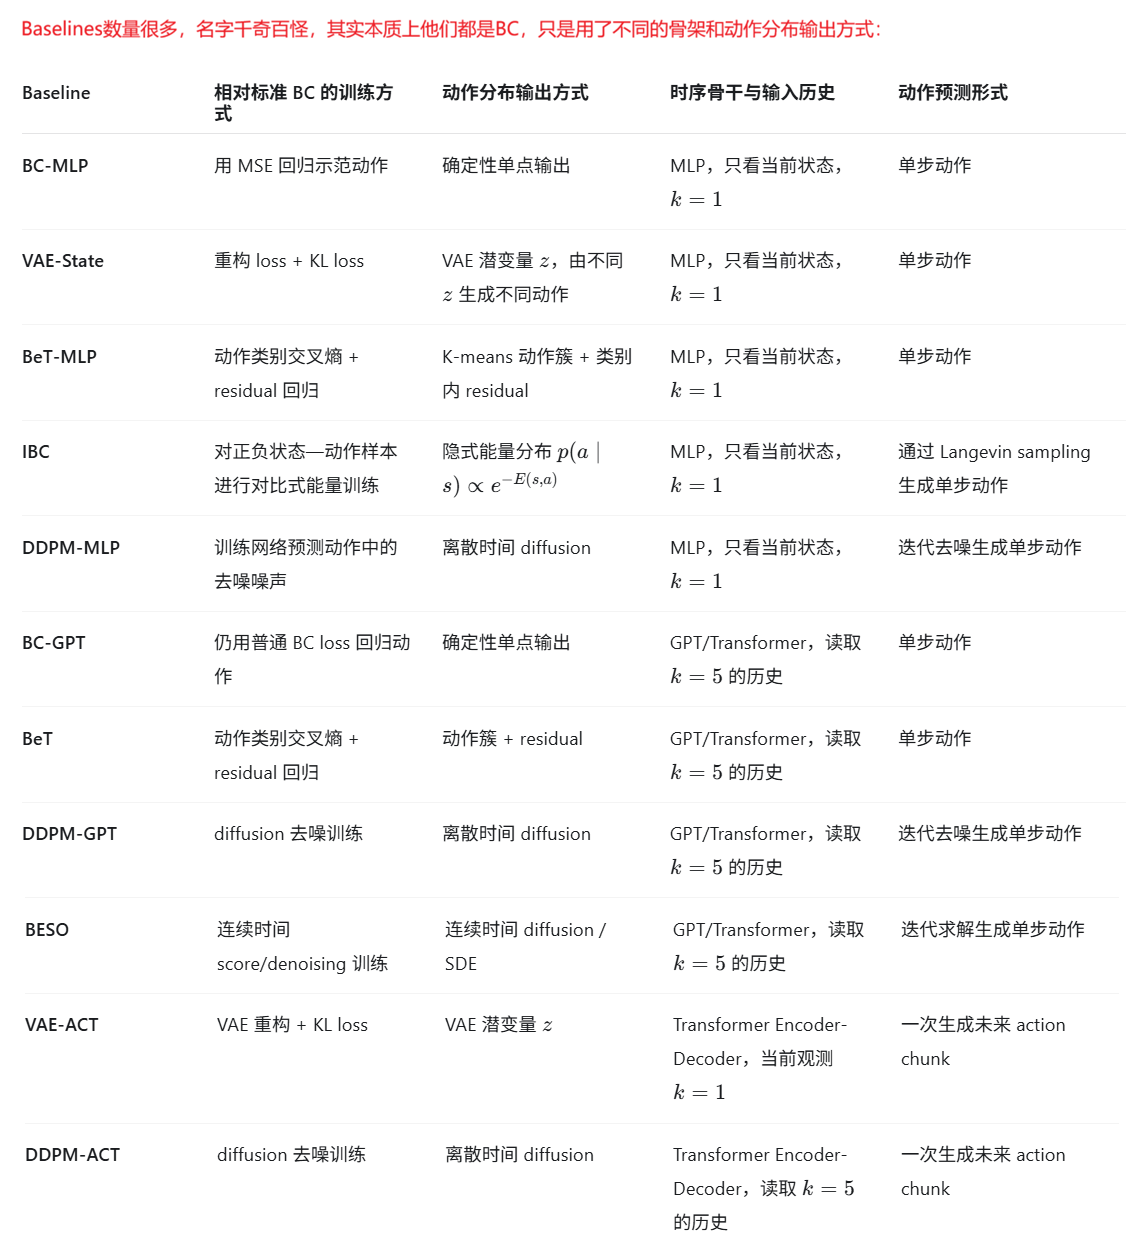 Baselines数量很多，名字千奇百怪，其实本质上他们都是BC，只是用了不同的骨架和动作分布输出方式：
Baseline 相对标准 BC 的训练方式 动作分布输出方式 时序骨干与输入历史 动作预测形式
BC-MLP 用 MSE 回归示范动作 确定性单点输出 MLP，只看当前状态，k = 1 单步动作
VAE-State 重构 loss + KL loss VAE 潜变量 z，由不同 z 生成不同动作 MLP，只看当前状态，k = 1 单步动作
BeT-MLP 动作类别交叉熵 + residual 回归 K-means 动作簇 + 类别内 residual MLP，只看当前状态，k = 1 单步动作
IBC 对正负状态—动作样本进行对比式能量训练 隐式能量分布 p(a | s) ∝ e^{−E(s,a)} MLP，只看当前状态，k = 1 通过 Langevin sampling 生成单步动作
DDPM-MLP 训练网络预测动作中的去噪噪声 离散时间 diffusion MLP，只看当前状态，k = 1 迭代去噪生成单步动作
BC-GPT 仍用普通 BC loss 回归动作 确定性单点输出 GPT/Transformer，读取 k = 5 的历史 单步动作
BeT 动作类别交叉熵 + residual 回归 动作簇 + residual GPT/Transformer，读取 k = 5 的历史 单步动作
DDPM-GPT diffusion 去噪训练 离散时间 diffusion GPT/Transformer，读取 k = 5 的历史 迭代去噪生成单步动作
BESO 连续时间 score/denoising 训练 连续时间 diffusion / SDE GPT/Transformer，读取 k = 5 的历史 迭代求解生成单步动作
VAE-ACT VAE 重构 + KL loss VAE 潜变量 z Transformer Encoder-Decoder，当前观测 k = 1 一次生成未来 action chunk
DDPM-ACT diffusion 去噪训练 离散时间 diffusion Transformer Encoder-Decoder，读取 k = 5 的历史 一次生成未来 action chunk